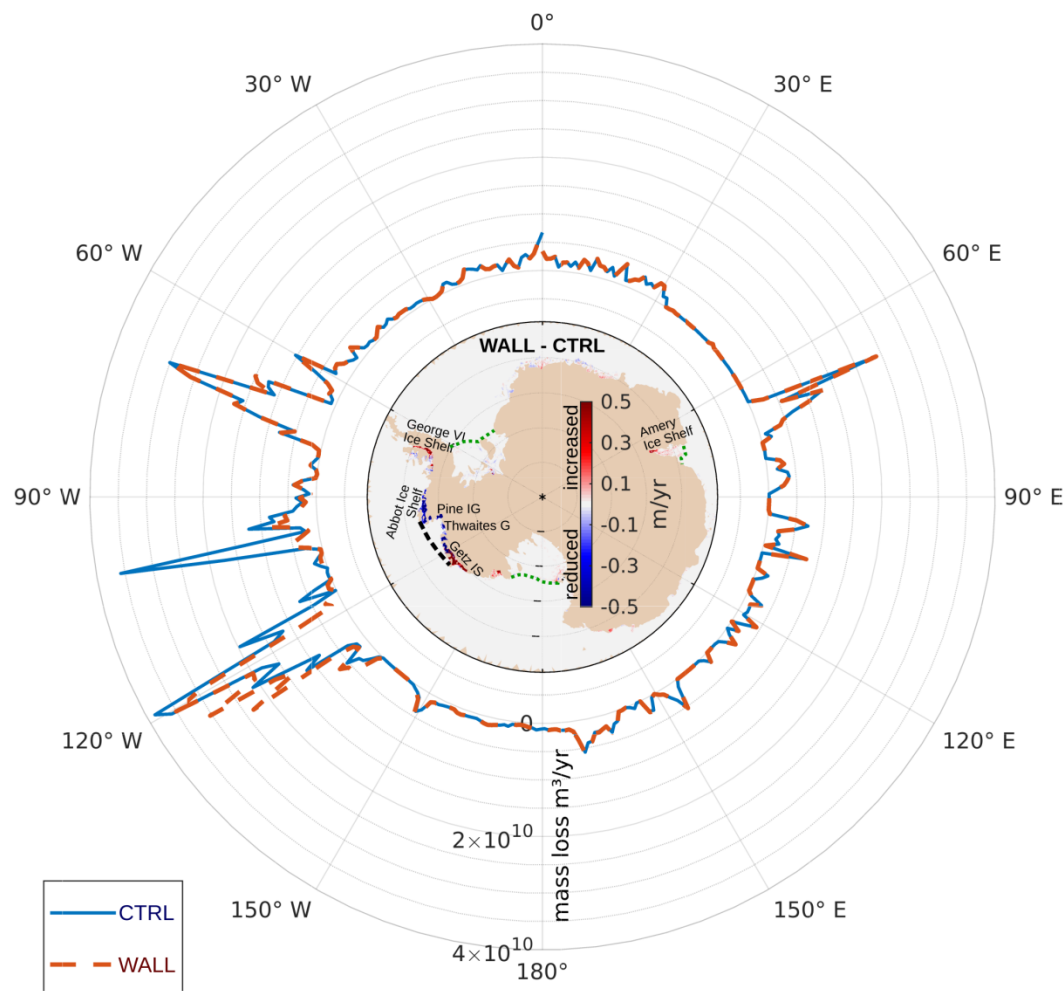 0°
30° W
30° E
60° W
60° E
WALL - CTRL
George VI
Ice Shelf
Amery
Ice Shelf
increased
reduced
0.5
0.3
0.1
-0.1
-0.3
-0.5
m/yr
90° W
90° E
Abbot Ice
Shelf
Pine IG
Thwaites G
Getz IS
120° W
120° E
0
2×10¹⁰
4×10¹⁰
mass loss m³/yr
150° W
150° E
180°
CTRL
WALL